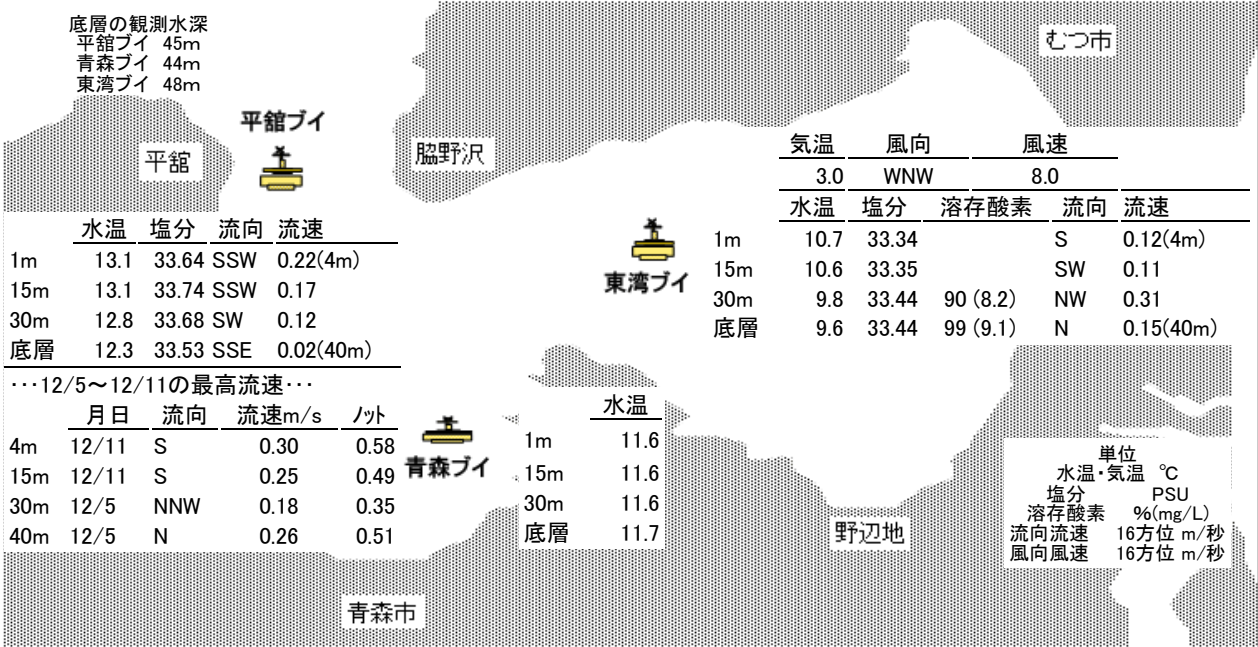 底層の観測水深
平舘ブイ 45m
青森ブイ 44m
東湾ブイ 48m
むつ市
平舘ブイ
平舘
脇野沢
気温 風向 風速
3.0 WNW 8.0
水温 塩分 溶存酸素 流向 流速
1m 10.7 33.34 S 0.12(4m)
15m 10.6 33.35 SW 0.11
30m 9.8 33.44 90 (8.2) NW 0.31
底層 9.6 33.44 99 (9.1) N 0.15(40m)
東湾ブイ
水温 塩分 流向 流速
1m 13.1 33.64 SSW 0.22(4m)
15m 13.1 33.74 SSW 0.17
30m 12.8 33.68 SW 0.12
底層 12.3 33.53 SSE 0.02(40m)
･･･12/5～12/11の最高流速･･･
月日 流向 流速m/s ﾉｯﾄ
4m 12/11 S 0.30 0.58
15m 12/11 S 0.25 0.49
30m 12/5 NNW 0.18 0.35
40m 12/5 N 0.26 0.51
青森ブイ
水温
1m 11.6
15m 11.6
30m 11.6
底層 11.7
野辺地
単位
水温･気温 ℃
塩分 PSU
溶存酸素 %(mg/L)
流向流速 16方位 m/秒
風向風速 16方位 m/秒
青森市